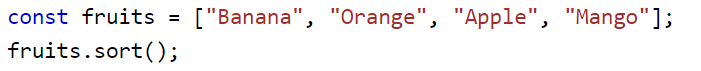 const fruits = ["Banana", "Orange", "Apple", "Mango"];
fruits.sort();